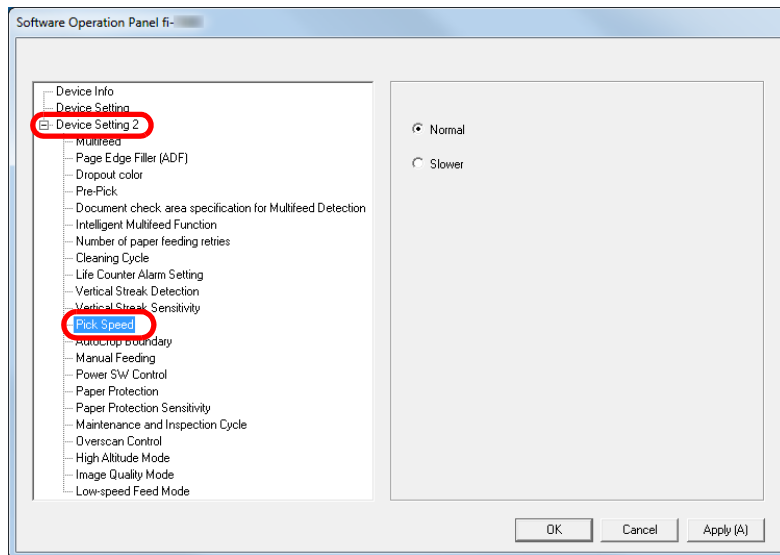 Software Operation Panel fi-
Device Info
Device Setting
Device Setting 2
Multifeed
Page Edge Filler (ADF)
Dropout color
Pre-Pick
Document check area specification for Multifeed Detection
Intelligent Multifeed Function
Number of paper feeding retries
Cleaning Cycle
Life Counter Alarm Setting
Vertical Streak Detection
Vertical Streak Sensitivity
Pick Speed
AutoCrop Boundary
Manual Feeding
Power SW Control
Paper Protection
Paper Protection Sensitivity
Maintenance and Inspection Cycle
Overscan Control
High Altitude Mode
Image Quality Mode
Low-speed Feed Mode
Normal
Slower
OK Cancel Apply (A)